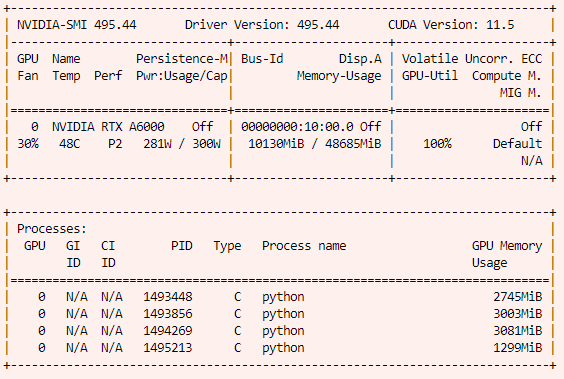 NVIDIA-SMI 495.44 Driver Version: 495.44 CUDA Version: 11.5
GPU Name Persistence-M| Bus-Id Disp.A | Volatile Uncorr. ECC
Fan Temp Perf Pwr:Usage/Cap| Memory-Usage | GPU-Util Compute M.
MIG M.
0 NVIDIA RTX A6000 Off | 00000000:10:00.0 Off | Off
30% 48C P2 281W / 300W | 10130MiB / 48685MiB | 100% Default
N/A
Processes:
GPU GI CI PID Type Process name GPU Memory
ID ID Usage
0 N/A N/A 1493448 C python 2745MiB
0 N/A N/A 1493856 C python 3003MiB
0 N/A N/A 1494269 C python 3081MiB
0 N/A N/A 1495213 C python 1299MiB